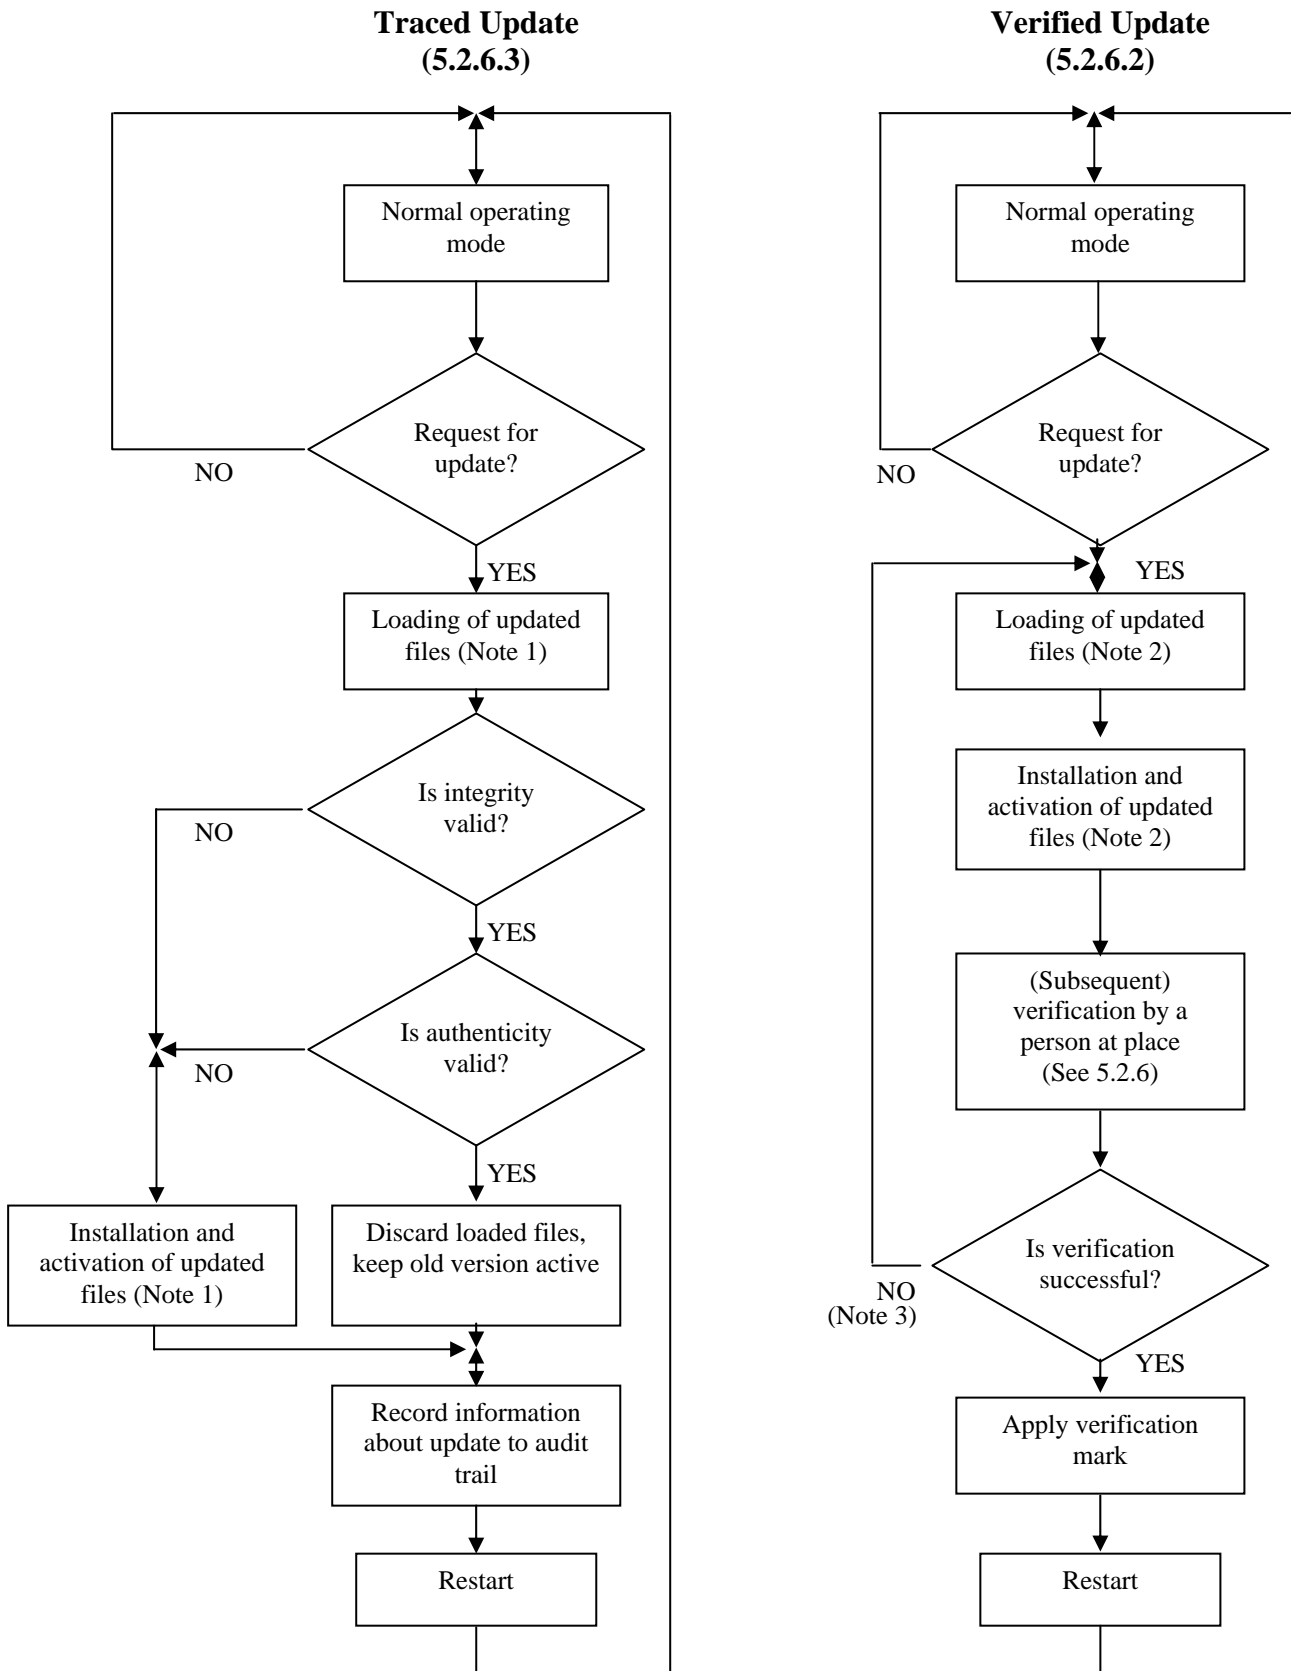 Traced Update
(5.2.6.3)
Normal operating
mode
Request for
update?
NO
YES
Loading of updated
files (Note 1)
Is integrity
valid?
NO
YES
Is authenticity
valid?
NO
YES
Installation and
activation of updated
files (Note 1)
Discard loaded files,
keep old version active
Record information
about update to audit
trail
Restart
Verified Update
(5.2.6.2)
Normal operating
mode
Request for
update?
NO
YES
Loading of updated
files (Note 2)
Installation and
activation of updated
files (Note 2)
(Subsequent)
verification by a
person at place
(See 5.2.6)
Is verification
successful?
NO
(Note 3)
YES
Apply verification
mark
Restart